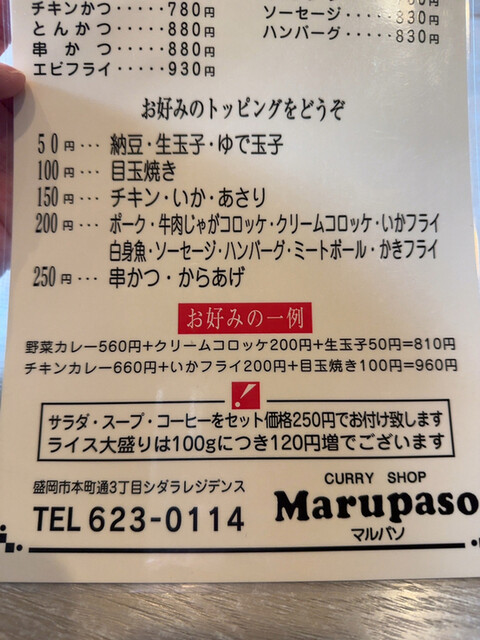 チキンかつ・・・・・780円
とんかつ・・・・・880円
串かつ・・・・・880円
エビフライ・・・・・930円
ソーセージ・・・・・830円
ハンバーグ・・・・・830円
お好みのトッピングをどうぞ
50円・・・納豆・生玉子・ゆで玉子
100円・・・目玉焼き
150円・・・チキン・いか・あさり
200円・・・ポーク・牛肉じゃがコロッケ・クリームコロッケ・いかフライ
白身魚・ソーセージ・ハンバーグ・ミートボール・かきフライ
250円・・・串かつ・からあげ
お好みの一例
野菜カレー560円+クリームコロッケ200円+生玉子50円=810円
チキンカレー660円+いかフライ200円+目玉焼き100円=960円
!
サラダ・スープ・コーヒーをセット価格250円でお付け致します
ライス大盛りは100gにつき120円増でございます
盛岡市本町通3丁目シダラレジデンス
TEL 623-0114
CURRY SHOP
Marupaso
マルパソ